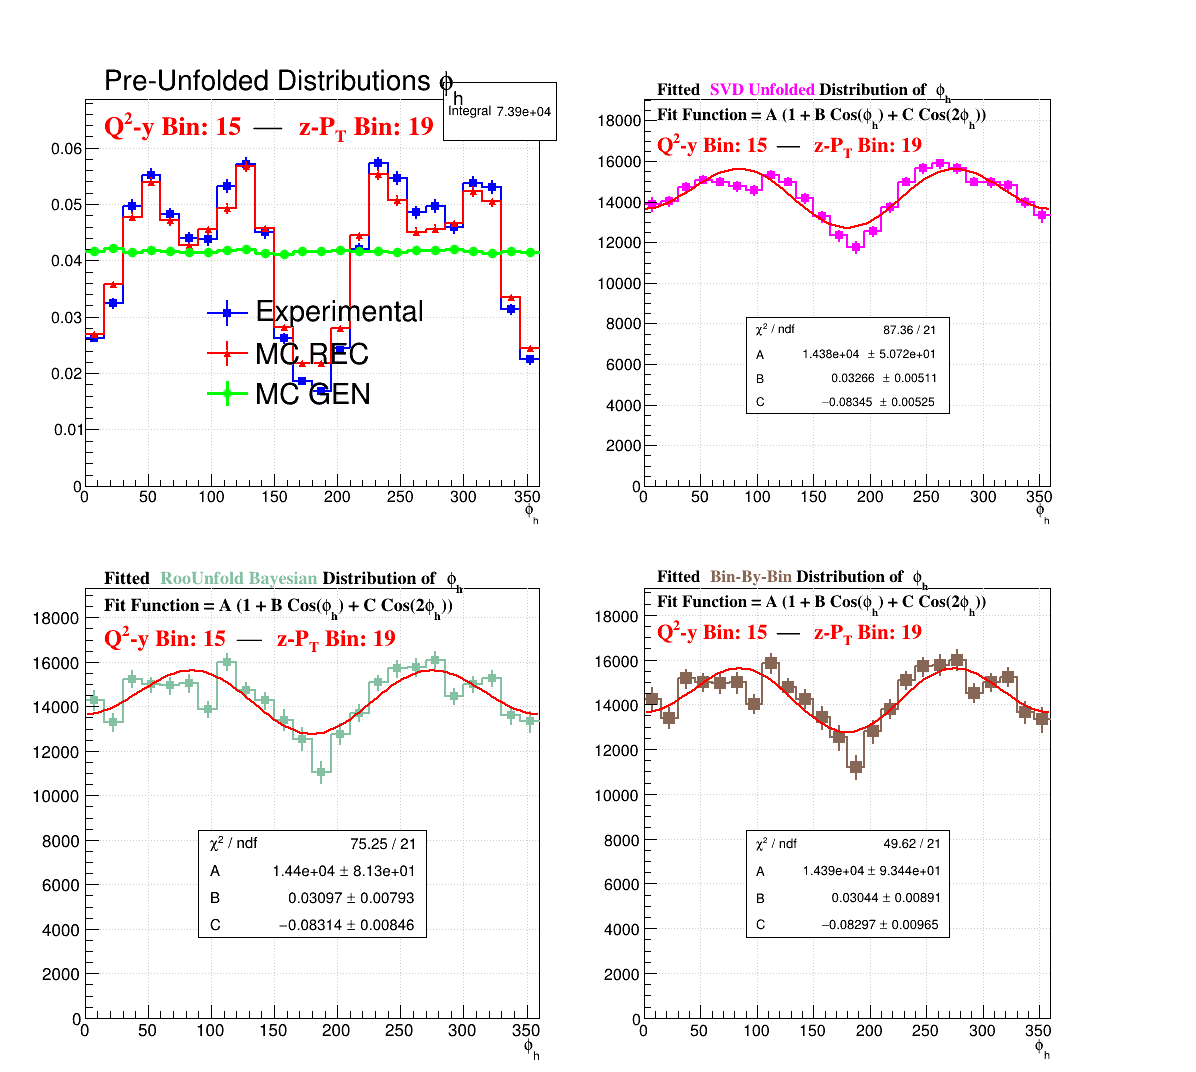 Pre-Unfolded Distributions ϕh
Integral 7.39e+04
Q2-y Bin: 15 — z-PT Bin: 19
0.06
0.05
0.04
0.03
0.02
0.01
0
Experimental
MC REC
MC GEN
0 50 100 150 200 250 300 350
ϕh
Fitted SVD Unfolded Distribution of ϕh
Fit Function = A (1 + B Cos(ϕh) + C Cos(2ϕh))
Q2-y Bin: 15 — z-PT Bin: 19
18000
16000
14000
12000
10000
8000
6000
4000
2000
0
χ2 / ndf 87.36 / 21
A 1.438e+04 ± 5.072e+01
B 0.03266 ± 0.00511
C −0.08345 ± 0.00525
0 50 100 150 200 250 300 350
ϕh
Fitted RooUnfold Bayesian Distribution of ϕh
Fit Function = A (1 + B Cos(ϕh) + C Cos(2ϕh))
Q2-y Bin: 15 — z-PT Bin: 19
18000
16000
14000
12000
10000
8000
6000
4000
2000
0
χ2 / ndf 75.25 / 21
A 1.44e+04 ± 8.13e+01
B 0.03097 ± 0.00793
C −0.08314 ± 0.00846
0 50 100 150 200 250 300 350
ϕh
Fitted Bin-By-Bin Distribution of ϕh
Fit Function = A (1 + B Cos(ϕh) + C Cos(2ϕh))
Q2-y Bin: 15 — z-PT Bin: 19
18000
16000
14000
12000
10000
8000
6000
4000
2000
0
χ2 / ndf 49.62 / 21
A 1.439e+04 ± 9.344e+01
B 0.03044 ± 0.00891
C −0.08297 ± 0.00965
0 50 100 150 200 250 300 350
ϕh